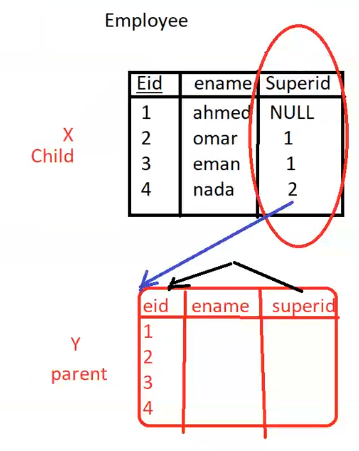 Employee
Eid ename Superid
1 ahmed NULL
2 omar 1
3 eman 1
4 nada 2
X
Child
eid ename superid
1
2
3
4
Y
parent